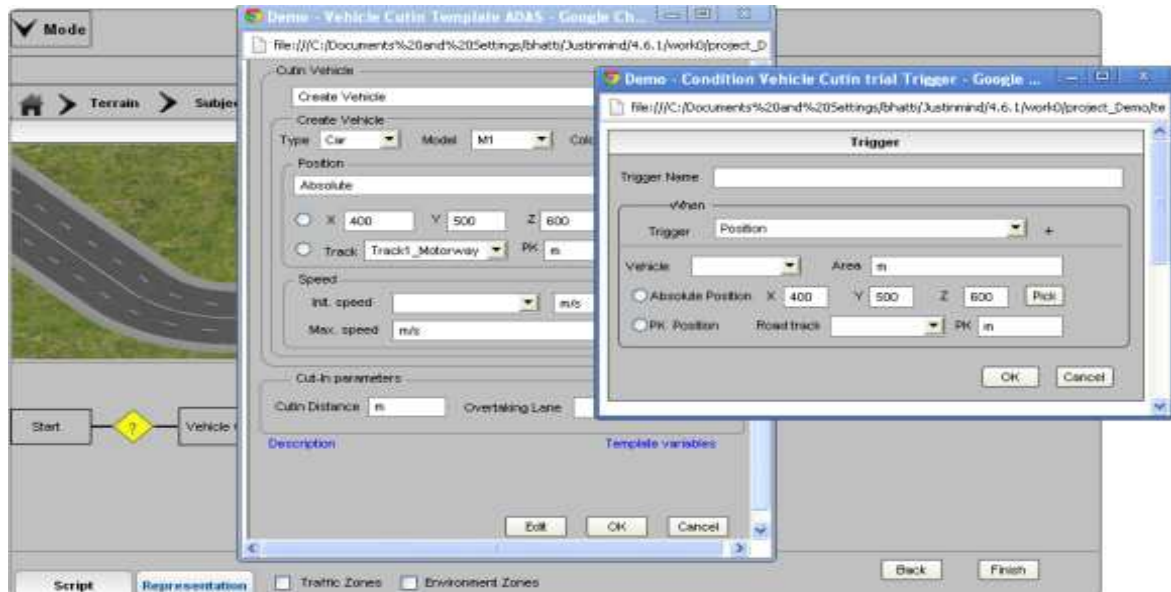 Mode
Terrain
Start
?
Vehicle
Script
Representation
Traffic Zones
Environment Zones
Back
Finish
Demo - Vehicle Cutin Template ADAS - Google Ch...
file:///C:/Documents%20and%20Settings/bhatti/Justinmind/4.6.1/work0/project_D
Cutin Vehicle
Create Vehicle
Create Vehicle
Type Car Model M1
Position
Absolute
X 400 Y 500 Z 600
Track Track1_Motorway PK m
Speed
Init. speed m/s
Max. speed m/s
Cut-In parameters
Cutin Distance m Overtaking Lane
Description Template variables
Edit OK Cancel
Demo - Condition Vehicle Cutin trial Trigger - Google ...
file:///C:/Documents%20and%20Settings/bhatti/Justinmind/4.6.1/work0/project_Demo/te
Trigger
Trigger Name
When
Trigger Position +
Vehicle Area m
Absolute Position X 400 Y 500 Z 600 Pick
PK Position Road track PK m
OK Cancel